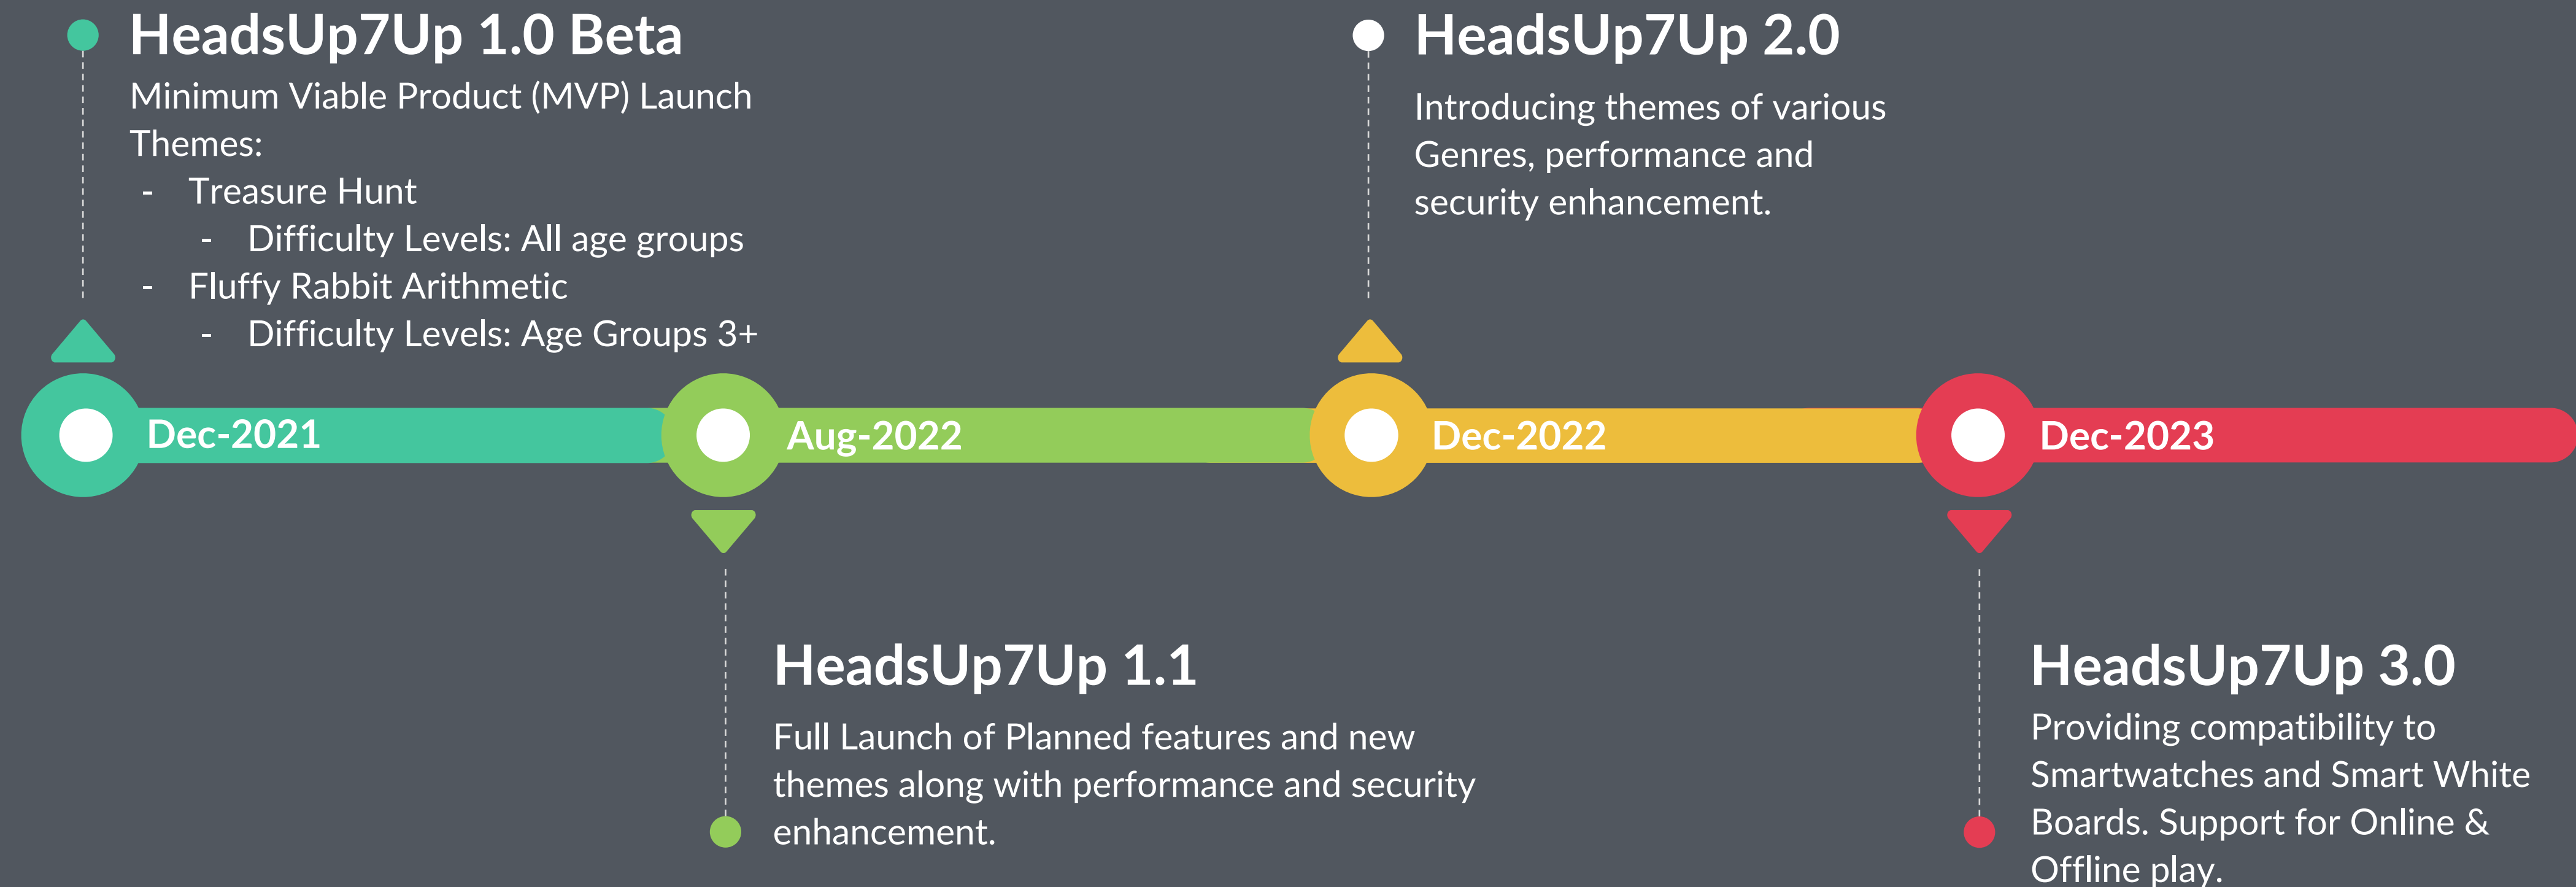 HeadsUp7Up 1.0 Beta
Minimum Viable Product (MVP) Launch
Themes:
- Treasure Hunt
- Difficulty Levels: All age groups
- Fluffy Rabbit Arithmetic
- Difficulty Levels: Age Groups 3+
HeadsUp7Up 2.0
Introducing themes of various
Genres, performance and
security enhancement.
Dec-2021
Aug-2022
Dec-2022
Dec-2023
HeadsUp7Up 1.1
Full Launch of Planned features and new
themes along with performance and security
enhancement.
HeadsUp7Up 3.0
Providing compatibility to
Smartwatches and Smart White
Boards. Support for Online &
Offline play.